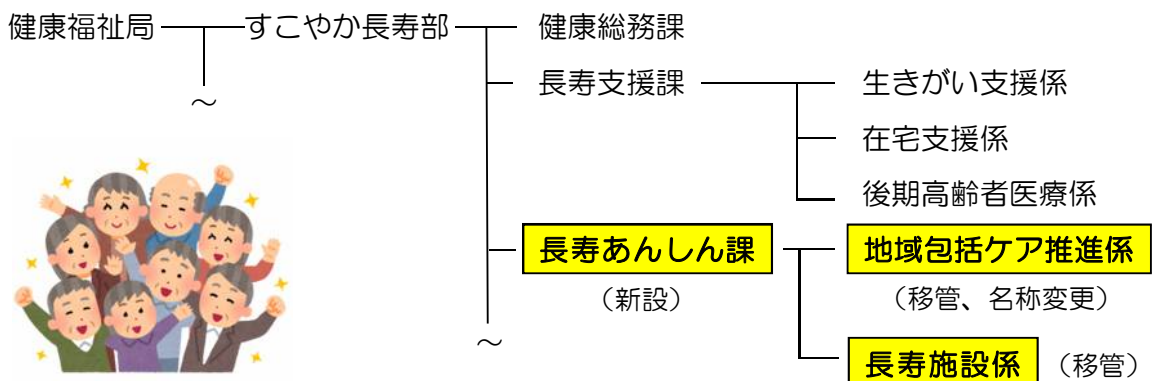 健康福祉局 すこやか長寿部 健康総務課
長寿支援課 生きがい支援係
～
在宅支援係
後期高齢者医療係
長寿あんしん課 地域包括ケア推進係
（新設） （移管、名称変更）
～
長寿施設係 （移管）